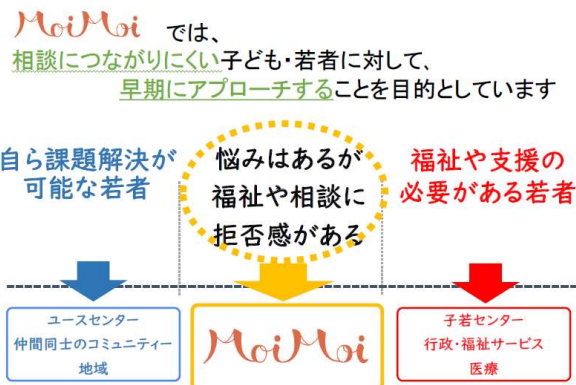 MoiMoi では、
相談につながりにくい子ども・若者に対して、
早期にアプローチすることを目的としています
自ら課題解決が
可能な若者
悩みはあるが
福祉や相談に
拒否感がある
福祉や支援の
必要がある若者
ユースセンター
仲間同士のコミュニティー
地域
MoiMoi
子若センター
行政・福祉サービス
医療